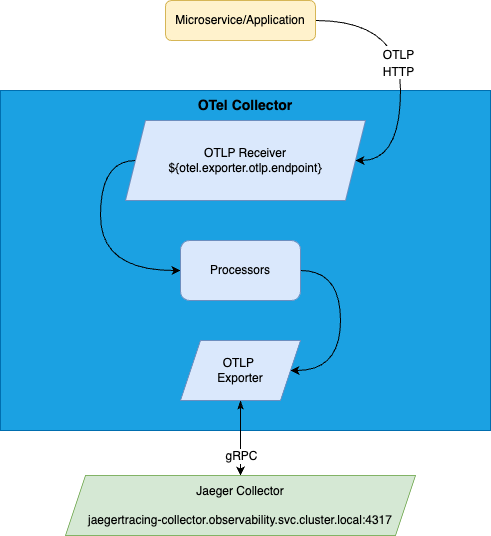 Microservice/Application
OTLP
HTTP
OTel Collector
OTLP Receiver
${otel.exporter.otlp.endpoint}
Processors
OTLP
Exporter
gRPC
Jaeger Collector
jaegertracing-collector.observability.svc.cluster.local:4317